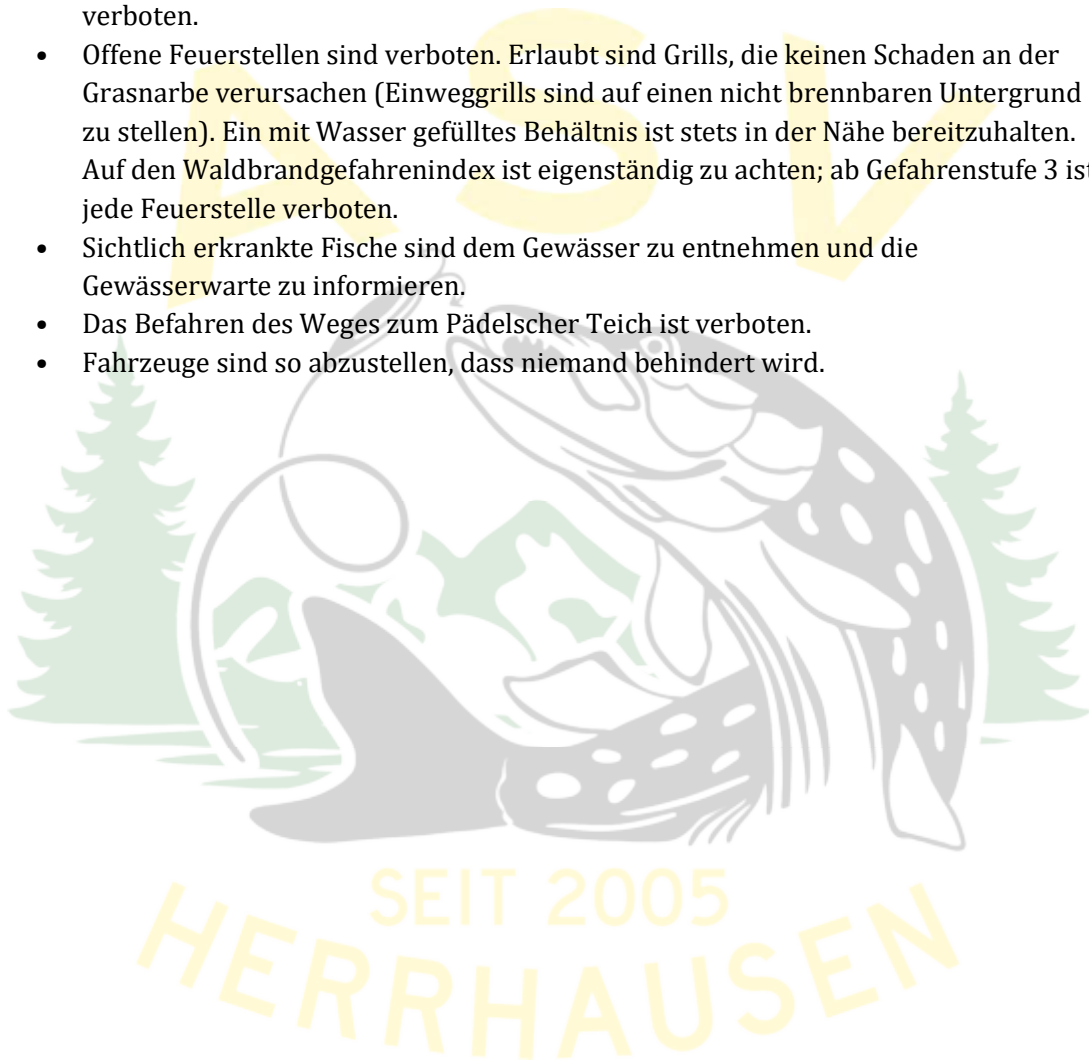 verboten.
• Offene Feuerstellen sind verboten. Erlaubt sind Grills, die keinen Schaden an der
Grasnarbe verursachen (Einweggrills sind auf einen nicht brennbaren Untergrund
zu stellen). Ein mit Wasser gefülltes Behältnis ist stets in der Nähe bereitzuhalten.
Auf den Waldbrandgefahrenindex ist eigenständig zu achten; ab Gefahrenstufe 3 ist
jede Feuerstelle verboten.
• Sichtlich erkrankte Fische sind dem Gewässer zu entnehmen und die
Gewässerwarte zu informieren.
• Das Befahren des Weges zum Pädelscher Teich ist verboten.
• Fahrzeuge sind so abzustellen, dass niemand behindert wird.
ASV
SEIT 2005
HERRHAUSEN